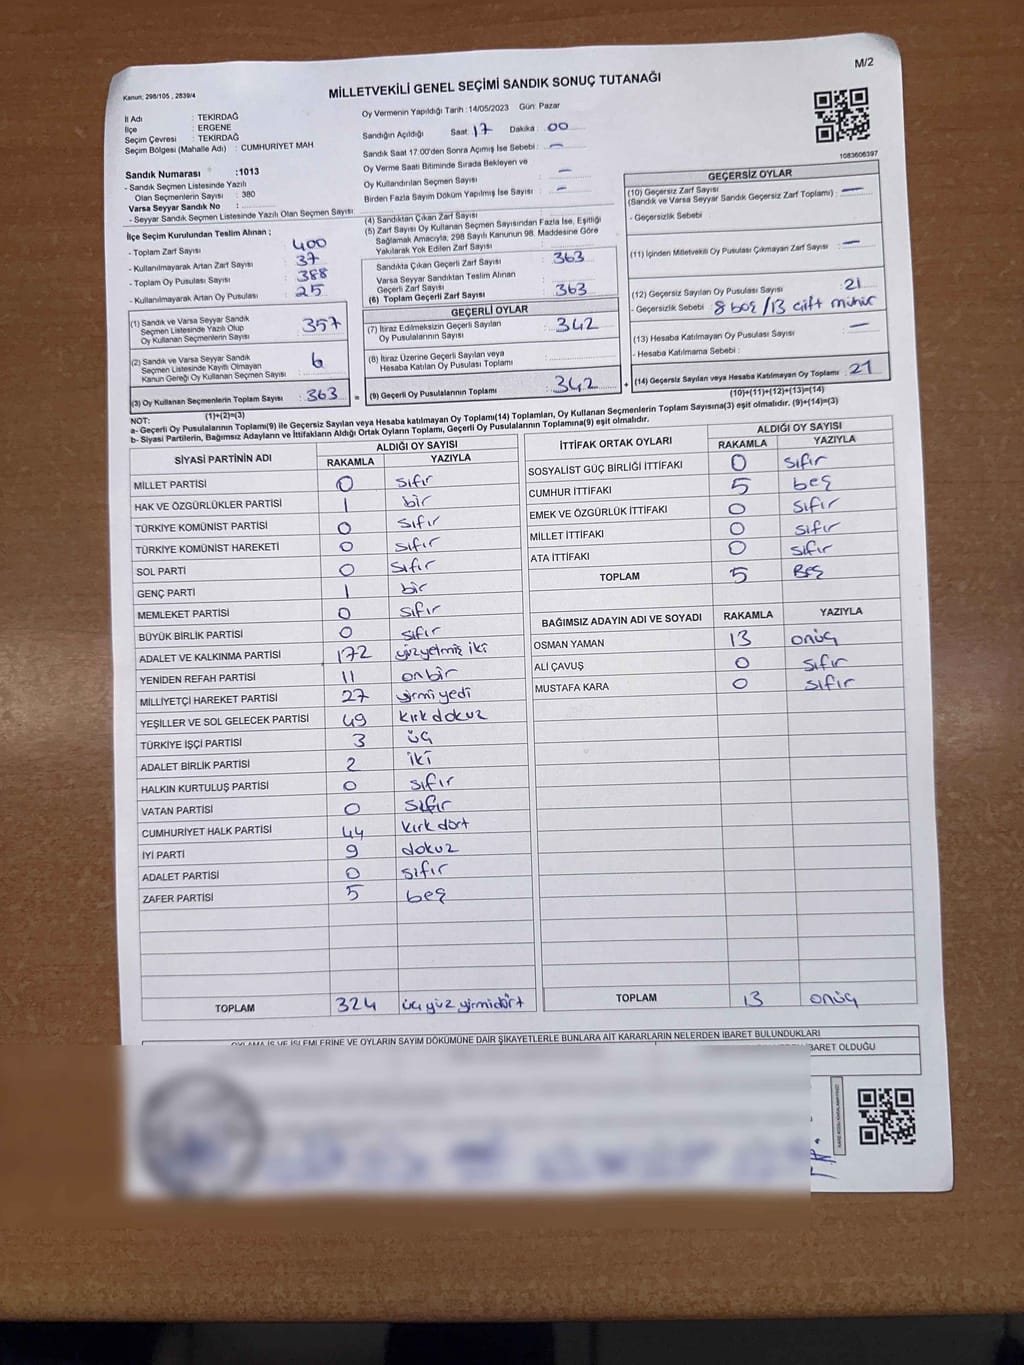 M/2
Kanun; 298/105 , 2839/4
MİLLETVEKİLİ GENEL SEÇİMİ SANDIK SONUÇ TUTANAĞI
İl Adı : TEKİRDAĞ
İlçe : ERGENE
Seçim Çevresi : TEKİRDAĞ
Seçim Bölgesi (Mahalle Adı) : CUMHURİYET MAH
Sandık Numarası :1013
- Sandık Seçmen Listesinde Yazılı
Olan Seçmenlerin Sayısı : 380
Varsa Seyyar Sandık No :
- Seyyar Sandık Seçmen Listesinde Yazılı Olan Seçmen Sayısı
İlçe Seçim Kurulundan Teslim Alınan ;
- Toplam Zarf Sayısı : 400
- Kullanılmayarak Artan Zarf Sayısı : 37
- Toplam Oy Pusulası Sayısı : 388
- Kullanılmayarak Artan Oy Pusulası : 25
(1) Sandık ve Varsa Seyyar Sandık
Seçmen Listesinde Yazılı Olup
Oy Kullanan Seçmenlerin Sayısı : 357
(2) Sandık ve Varsa Seyyar Sandık
Seçmen Listesinde Kayıtlı Olmayan
Kanun Gereği Oy Kullanan Seçmen Sayısı : 6
(3) Oy Kullanan Seçmenlerin Toplam Sayısı : 363
(1)+(2)=(3)
Oy Vermenin Yapıldığı Tarih : 14/05/2023 Gün: Pazar
Sandığın Açıldığı Saat: 17 Dakika : 00
Sandık Saat 17:00'den Sonra Açımış İse Sebebi : –
Oy Verme Saati Bitiminde Sırada Bekleyen ve
Oy Kullandırılan Seçmen Sayısı : –
Birden Fazla Sayım Döküm Yapılmış İse Sayısı : –
(4) Sandıktan Çıkan Zarf Sayısı :
(5) Zarf Sayısı Oy Kullanan Seçmen Sayısından Fazla İse, Eşitliği
Sağlamak Amacıyla, 298 Sayılı Kanunun 98. Maddesine Göre
Yakılarak Yok Edilen Zarf Sayısı :
Sandıkta Çıkan Geçerli Zarf Sayısı : 363
Varsa Seyyar Sandıktan Teslim Alınan
Geçerli Zarf Sayısı :
(6) Toplam Geçerli Zarf Sayısı : 363
GEÇERLİ OYLAR
(7) İtiraz Edilmeksizin Geçerli Sayılan
Oy Pusulalarının Sayısı : 342
(8) İtiraz Üzerine Geçerli Sayılan veya
Hesaba Katılan Oy Pusulası Toplamı :
= (9) Geçerli Oy Pusulalarının Toplamı : 342 +
1083606397
GEÇERSİZ OYLAR
(10) Geçersiz Zarf Sayısı
(Sandık ve Varsa Seyyar Sandık Geçersiz Zarf Toplamı) : –
- Geçersizlik Sebebi
(11) İçinden Milletvekili Oy Pusulası Çıkmayan Zarf Sayısı : –
(12) Geçersiz Sayılan Oy Pusulası Sayısı : 21
- Geçersizlik Sebebi : 8 boş / 13 çift mühür
(13) Hesaba Katılmayan Oy Pusulası Sayısı : –
- Hesaba Katılmama Sebebi :
(14) Geçersiz Sayılan veya Hesaba Katılmayan Oy Toplamı : 21
(10)+(11)+(12)+(13)=(14)
NOT:
a- Geçerli Oy Pusulalarının Toplamı(9) ile Geçersiz Sayılan veya Hesaba katılmayan Oy Toplamı(14) Toplamları, Oy Kullanan Seçmenlerin Toplam Sayısına(3) eşit olmalıdır. (9)+(14)=(3)
b- Siyasi Partilerin, Bağımsız Adayların ve İttifakların Aldığı Ortak Oyların Toplamı, Geçerli Oy Pusulalarının Toplamına(9) eşit olmalıdır.
SİYASİ PARTİNİN ADI ALDIĞI OY SAYISI
RAKAMLA YAZIYLA
MİLLET PARTİSİ 0 sıfır
HAK VE ÖZGÜRLÜKLER PARTİSİ 1 bir
TÜRKİYE KOMÜNİST PARTİSİ 0 sıfır
TÜRKİYE KOMÜNİST HAREKETİ 0 sıfır
SOL PARTİ 0 sıfır
GENÇ PARTİ 1 bir
MEMLEKET PARTİSİ 0 sıfır
BÜYÜK BİRLİK PARTİSİ 0 sıfır
ADALET VE KALKINMA PARTİSİ 172 yüzyetmiş iki
YENİDEN REFAH PARTİSİ 11 onbir
MİLLİYETÇİ HAREKET PARTİSİ 27 yirmi yedi
YEŞİLLER VE SOL GELECEK PARTİSİ 49 kırk dokuz
TÜRKİYE İŞÇİ PARTİSİ 3 üç
ADALET BİRLİK PARTİSİ 2 iki
HALKIN KURTULUŞ PARTİSİ 0 sıfır
VATAN PARTİSİ 0 sıfır
CUMHURİYET HALK PARTİSİ 44 kırk dört
İYİ PARTİ 9 dokuz
ADALET PARTİSİ 0 sıfır
ZAFER PARTİSİ 5 beş
TOPLAM 324 üç yüz yirmidört
İTTİFAK ORTAK OYLARI ALDIĞI OY SAYISI
RAKAMLA YAZIYLA
SOSYALİST GÜÇ BİRLİĞİ İTTİFAKI 0 sıfır
CUMHUR İTTİFAKI 5 beş
EMEK VE ÖZGÜRLÜK İTTİFAKI 0 sıfır
MİLLET İTTİFAKI 0 sıfır
ATA İTTİFAKI 0 sıfır
TOPLAM 5 Beş
BAĞIMSIZ ADAYIN ADI VE SOYADI RAKAMLA YAZIYLA
OSMAN YAMAN 13 onüç
ALİ ÇAVUŞ 0 sıfır
MUSTAFA KARA 0 sıfır
TOPLAM 13 onüç
OYLAMA İŞ VE İŞLEMLERİNE VE OYLARIN SAYIM DÖKÜMÜNE DAİR ŞİKAYETLERLE BUNLARA AİT KARARLARIN NELERDEN İBARET BULUNDUKLARI
İBARET OLDUĞU